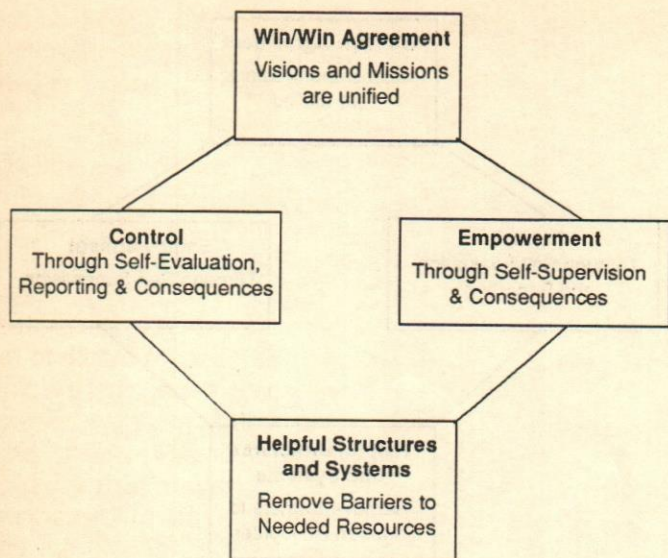 Win/Win Agreement
Visions and Missions
are unified
Control
Through Self-Evaluation,
Reporting & Consequences
Empowerment
Through Self-Supervision
& Consequences
Helpful Structures
and Systems
Remove Barriers to
Needed Resources